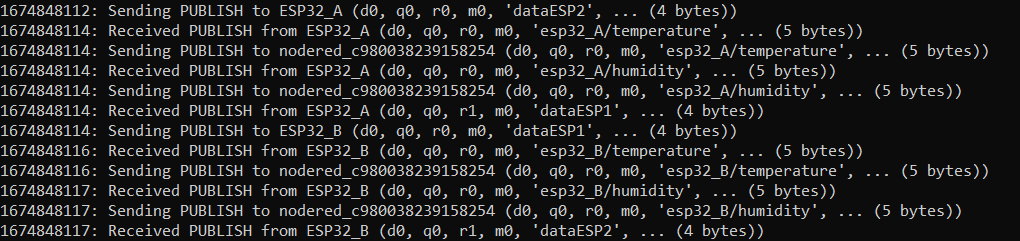 1674848112: Sending PUBLISH to ESP32_A (d0, q0, r0, m0, 'dataESP2', ... (4 bytes))
1674848114: Received PUBLISH from ESP32_A (d0, q0, r0, m0, 'esp32_A/temperature', ... (5 bytes))
1674848114: Sending PUBLISH to nodered_c980038239158254 (d0, q0, r0, m0, 'esp32_A/temperature', ... (5 bytes))
1674848114: Received PUBLISH from ESP32_A (d0, q0, r0, m0, 'esp32_A/humidity', ... (5 bytes))
1674848114: Sending PUBLISH to nodered_c980038239158254 (d0, q0, r0, m0, 'esp32_A/humidity', ... (5 bytes))
1674848114: Received PUBLISH from ESP32_A (d0, q0, r1, m0, 'dataESP1', ... (4 bytes))
1674848114: Sending PUBLISH to ESP32_B (d0, q0, r0, m0, 'dataESP1', ... (4 bytes))
1674848116: Received PUBLISH from ESP32_B (d0, q0, r0, m0, 'esp32_B/temperature', ... (5 bytes))
1674848116: Sending PUBLISH to nodered_c980038239158254 (d0, q0, r0, m0, 'esp32_B/temperature', ... (5 bytes))
1674848117: Received PUBLISH from ESP32_B (d0, q0, r0, m0, 'esp32_B/humidity', ... (5 bytes))
1674848117: Sending PUBLISH to nodered_c980038239158254 (d0, q0, r0, m0, 'esp32_B/humidity', ... (5 bytes))
1674848117: Received PUBLISH from ESP32_B (d0, q0, r1, m0, 'dataESP2', ... (4 bytes))